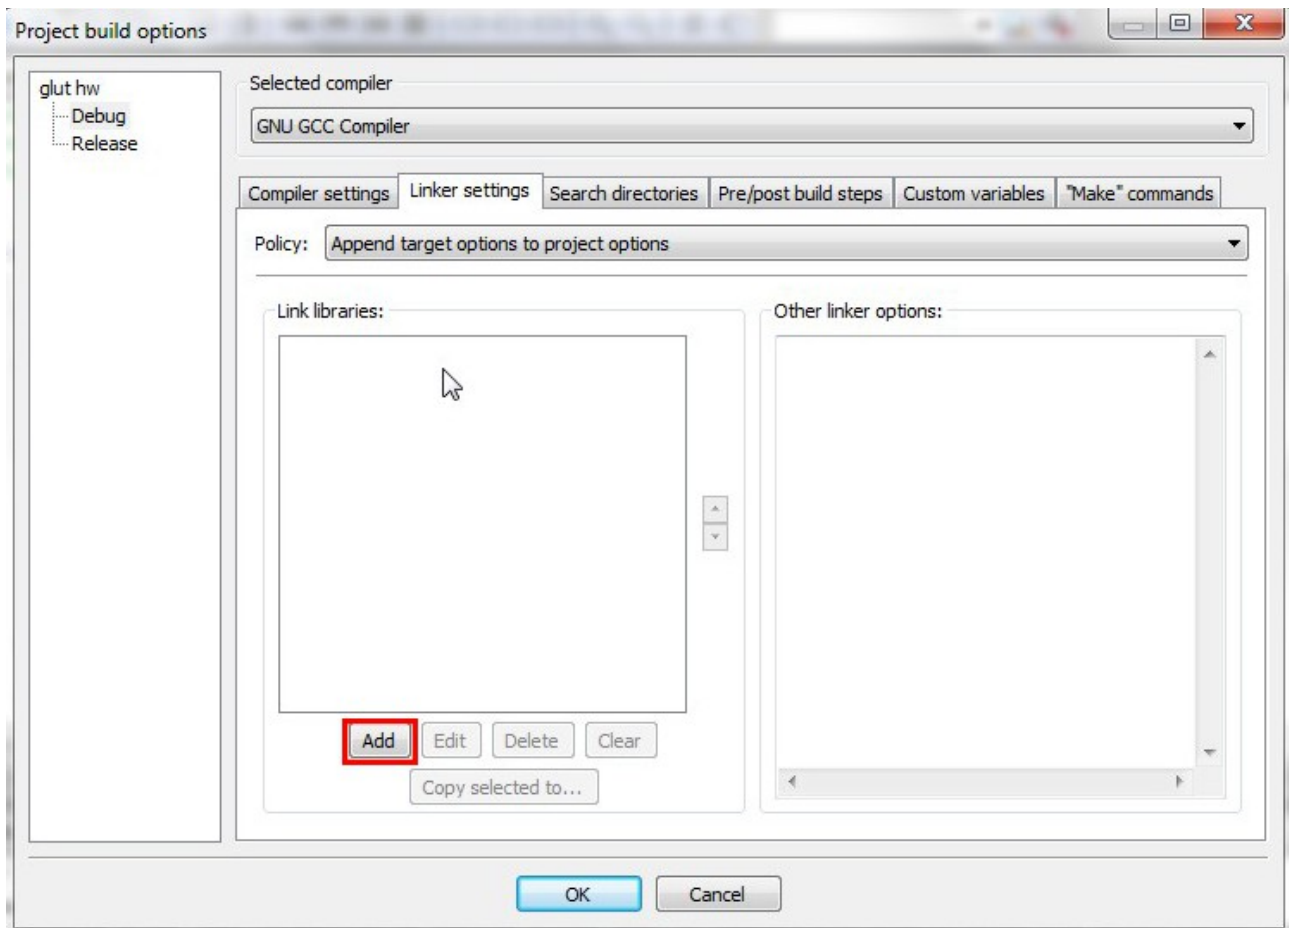 Project build options
glut hw
Debug
Release
Selected compiler
GNU GCC Compiler
Compiler settings Linker settings Search directories Pre/post build steps Custom variables "Make" commands
Policy: Append target options to project options
Link libraries:
Other linker options:
Add Edit Delete Clear
Copy selected to...
OK Cancel